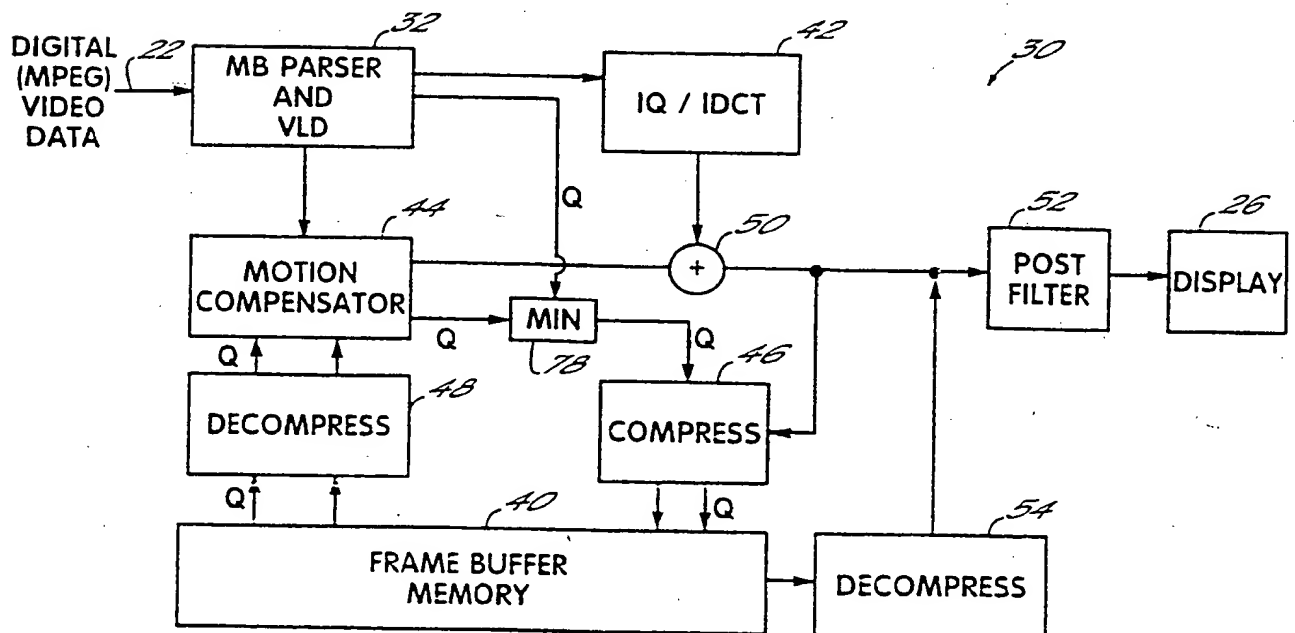 DIGITAL
(MPEG)
VIDEO
DATA
22
32
MB PARSER
AND
VLD
42
IQ / IDCT
30
Q
44
MOTION
COMPENSATOR
50
+
52
POST
FILTER
26
DISPLAY
Q
MIN
78
Q
46
COMPRESS
Q
48
DECOMPRESS
Q
Q
40
FRAME BUFFER
MEMORY
54
DECOMPRESS